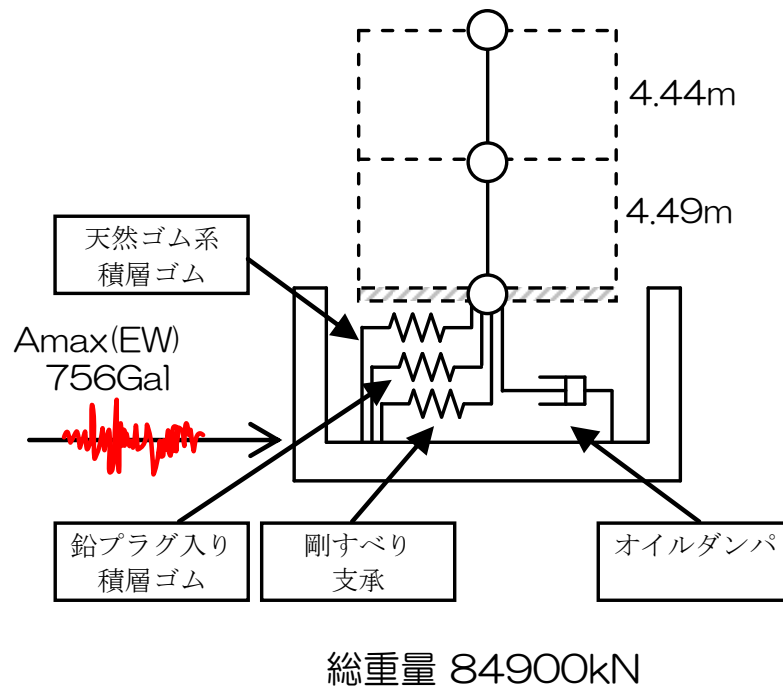 4.44m
4.49m
天然ゴム系
積層ゴム
Amax(EW)
756Gal
鉛プラグ入り
積層ゴム
剛すべり
支承
オイルダンパ
総重量 84900kN